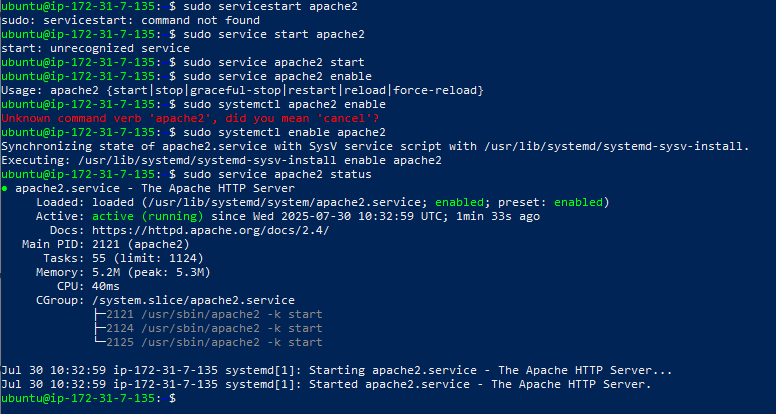 ubuntu@ip-172-31-7-135:~$ sudo servicestart apache2
sudo: servicestart: command not found
ubuntu@ip-172-31-7-135:~$ sudo service start apache2
start: unrecognized service
ubuntu@ip-172-31-7-135:~$ sudo service apache2 start
ubuntu@ip-172-31-7-135:~$ sudo service apache2 enable
Usage: apache2 {start|stop|graceful-stop|restart|reload|force-reload}
ubuntu@ip-172-31-7-135:~$ sudo systemctl apache2 enable
Unknown command verb 'apache2', did you mean 'cancel'?
ubuntu@ip-172-31-7-135:~$ sudo systemctl enable apache2
Synchronizing state of apache2.service with SysV service script with /usr/lib/systemd/systemd-sysv-install.
Executing: /usr/lib/systemd/systemd-sysv-install enable apache2
ubuntu@ip-172-31-7-135:~$ sudo service apache2 status
● apache2.service - The Apache HTTP Server
Loaded: loaded (/usr/lib/systemd/system/apache2.service; enabled; preset: enabled)
Active: active (running) since Wed 2025-07-30 10:32:59 UTC; 1min 33s ago
Docs: https://httpd.apache.org/docs/2.4/
Main PID: 2121 (apache2)
Tasks: 55 (limit: 1124)
Memory: 5.2M (peak: 5.3M)
CPU: 40ms
CGroup: /system.slice/apache2.service
├─2121 /usr/sbin/apache2 -k start
├─2124 /usr/sbin/apache2 -k start
└─2125 /usr/sbin/apache2 -k start
Jul 30 10:32:59 ip-172-31-7-135 systemd[1]: Starting apache2.service - The Apache HTTP Server...
Jul 30 10:32:59 ip-172-31-7-135 systemd[1]: Started apache2.service - The Apache HTTP Server.
ubuntu@ip-172-31-7-135:~$